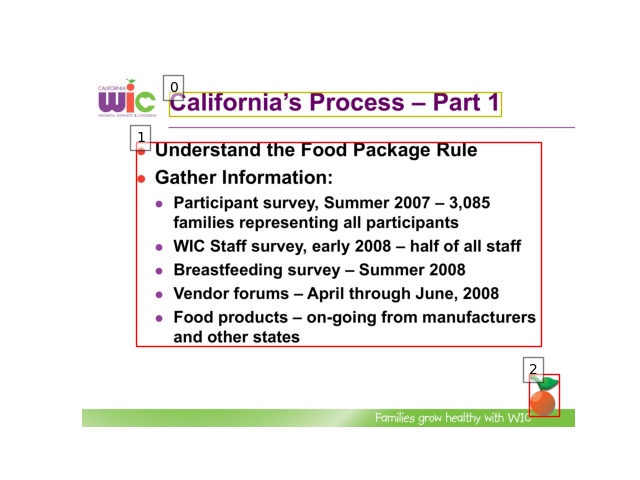 0
CALIFORNIA
WIC
WOMEN, INFANTS & CHILDREN
California's Process – Part 1
1
Understand the Food Package Rule
Gather Information:
Participant survey, Summer 2007 – 3,085
families representing all participants
WIC Staff survey, early 2008 – half of all staff
Breastfeeding survey – Summer 2008
Vendor forums – April through June, 2008
Food products – on-going from manufacturers
and other states
2
Families grow healthy with WIC